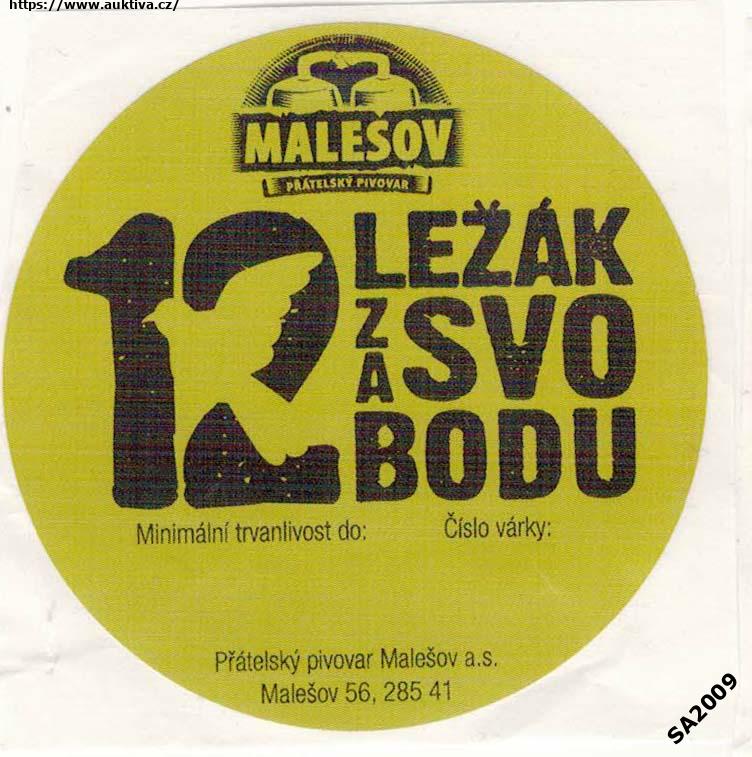 https://www.auktiva.cz/
MALEŠOV
PŘÁTELSKÝ PIVOVAR
12 LEŽÁK
ZA SVO
BODU
Minimální trvanlivost do: Číslo várky:
Přátelský pivovar Malešov a.s.
Malešov 56, 285 41
SA2009